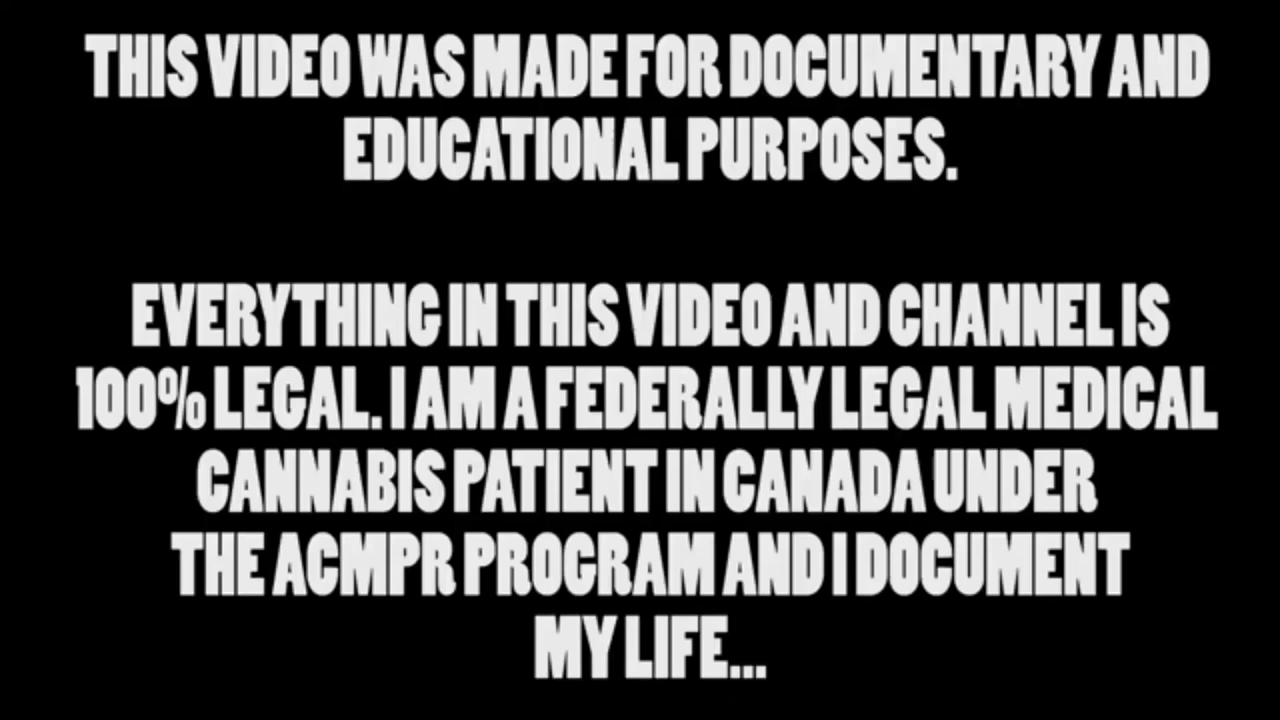 THIS VIDEO WAS MADE FOR DOCUMENTARY AND
EDUCATIONAL PURPOSES.
EVERYTHING IN THIS VIDEO AND CHANNEL IS
100% LEGAL. I AM A FEDERALLY LEGAL MEDICAL
CANNABIS PATIENT IN CANADA UNDER
THE ACMPR PROGRAM AND I DOCUMENT
MY LIFE...